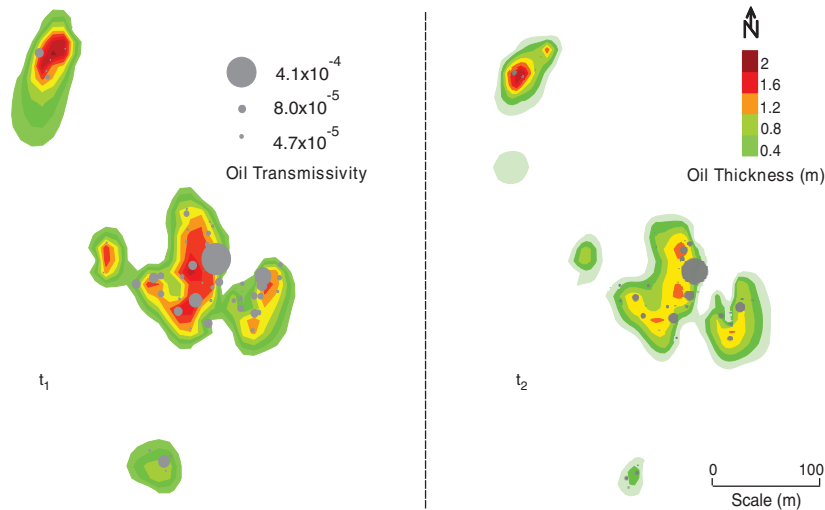 4.1x10⁻⁴
8.0x10⁻⁵
4.7x10⁻⁵
Oil Transmissivity
t₁
N
2
1.6
1.2
0.8
0.4
Oil Thickness (m)
t₂
0 100
Scale (m)